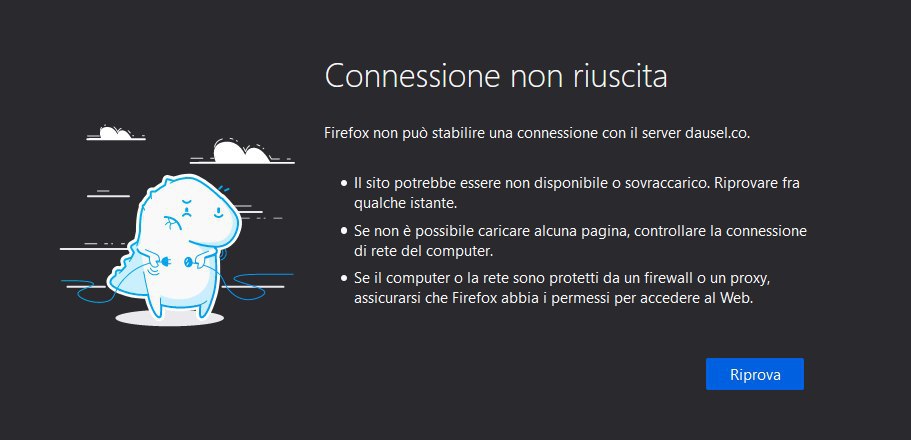 Connessione non riuscita
Firefox non può stabilire una connessione con il server dausel.co.
• Il sito potrebbe essere non disponibile o sovraccarico. Riprovare fra
qualche istante.
• Se non è possibile caricare alcuna pagina, controllare la connessione
di rete del computer.
• Se il computer o la rete sono protetti da un firewall o un proxy,
assicurarsi che Firefox abbia i permessi per accedere al Web.
Riprova